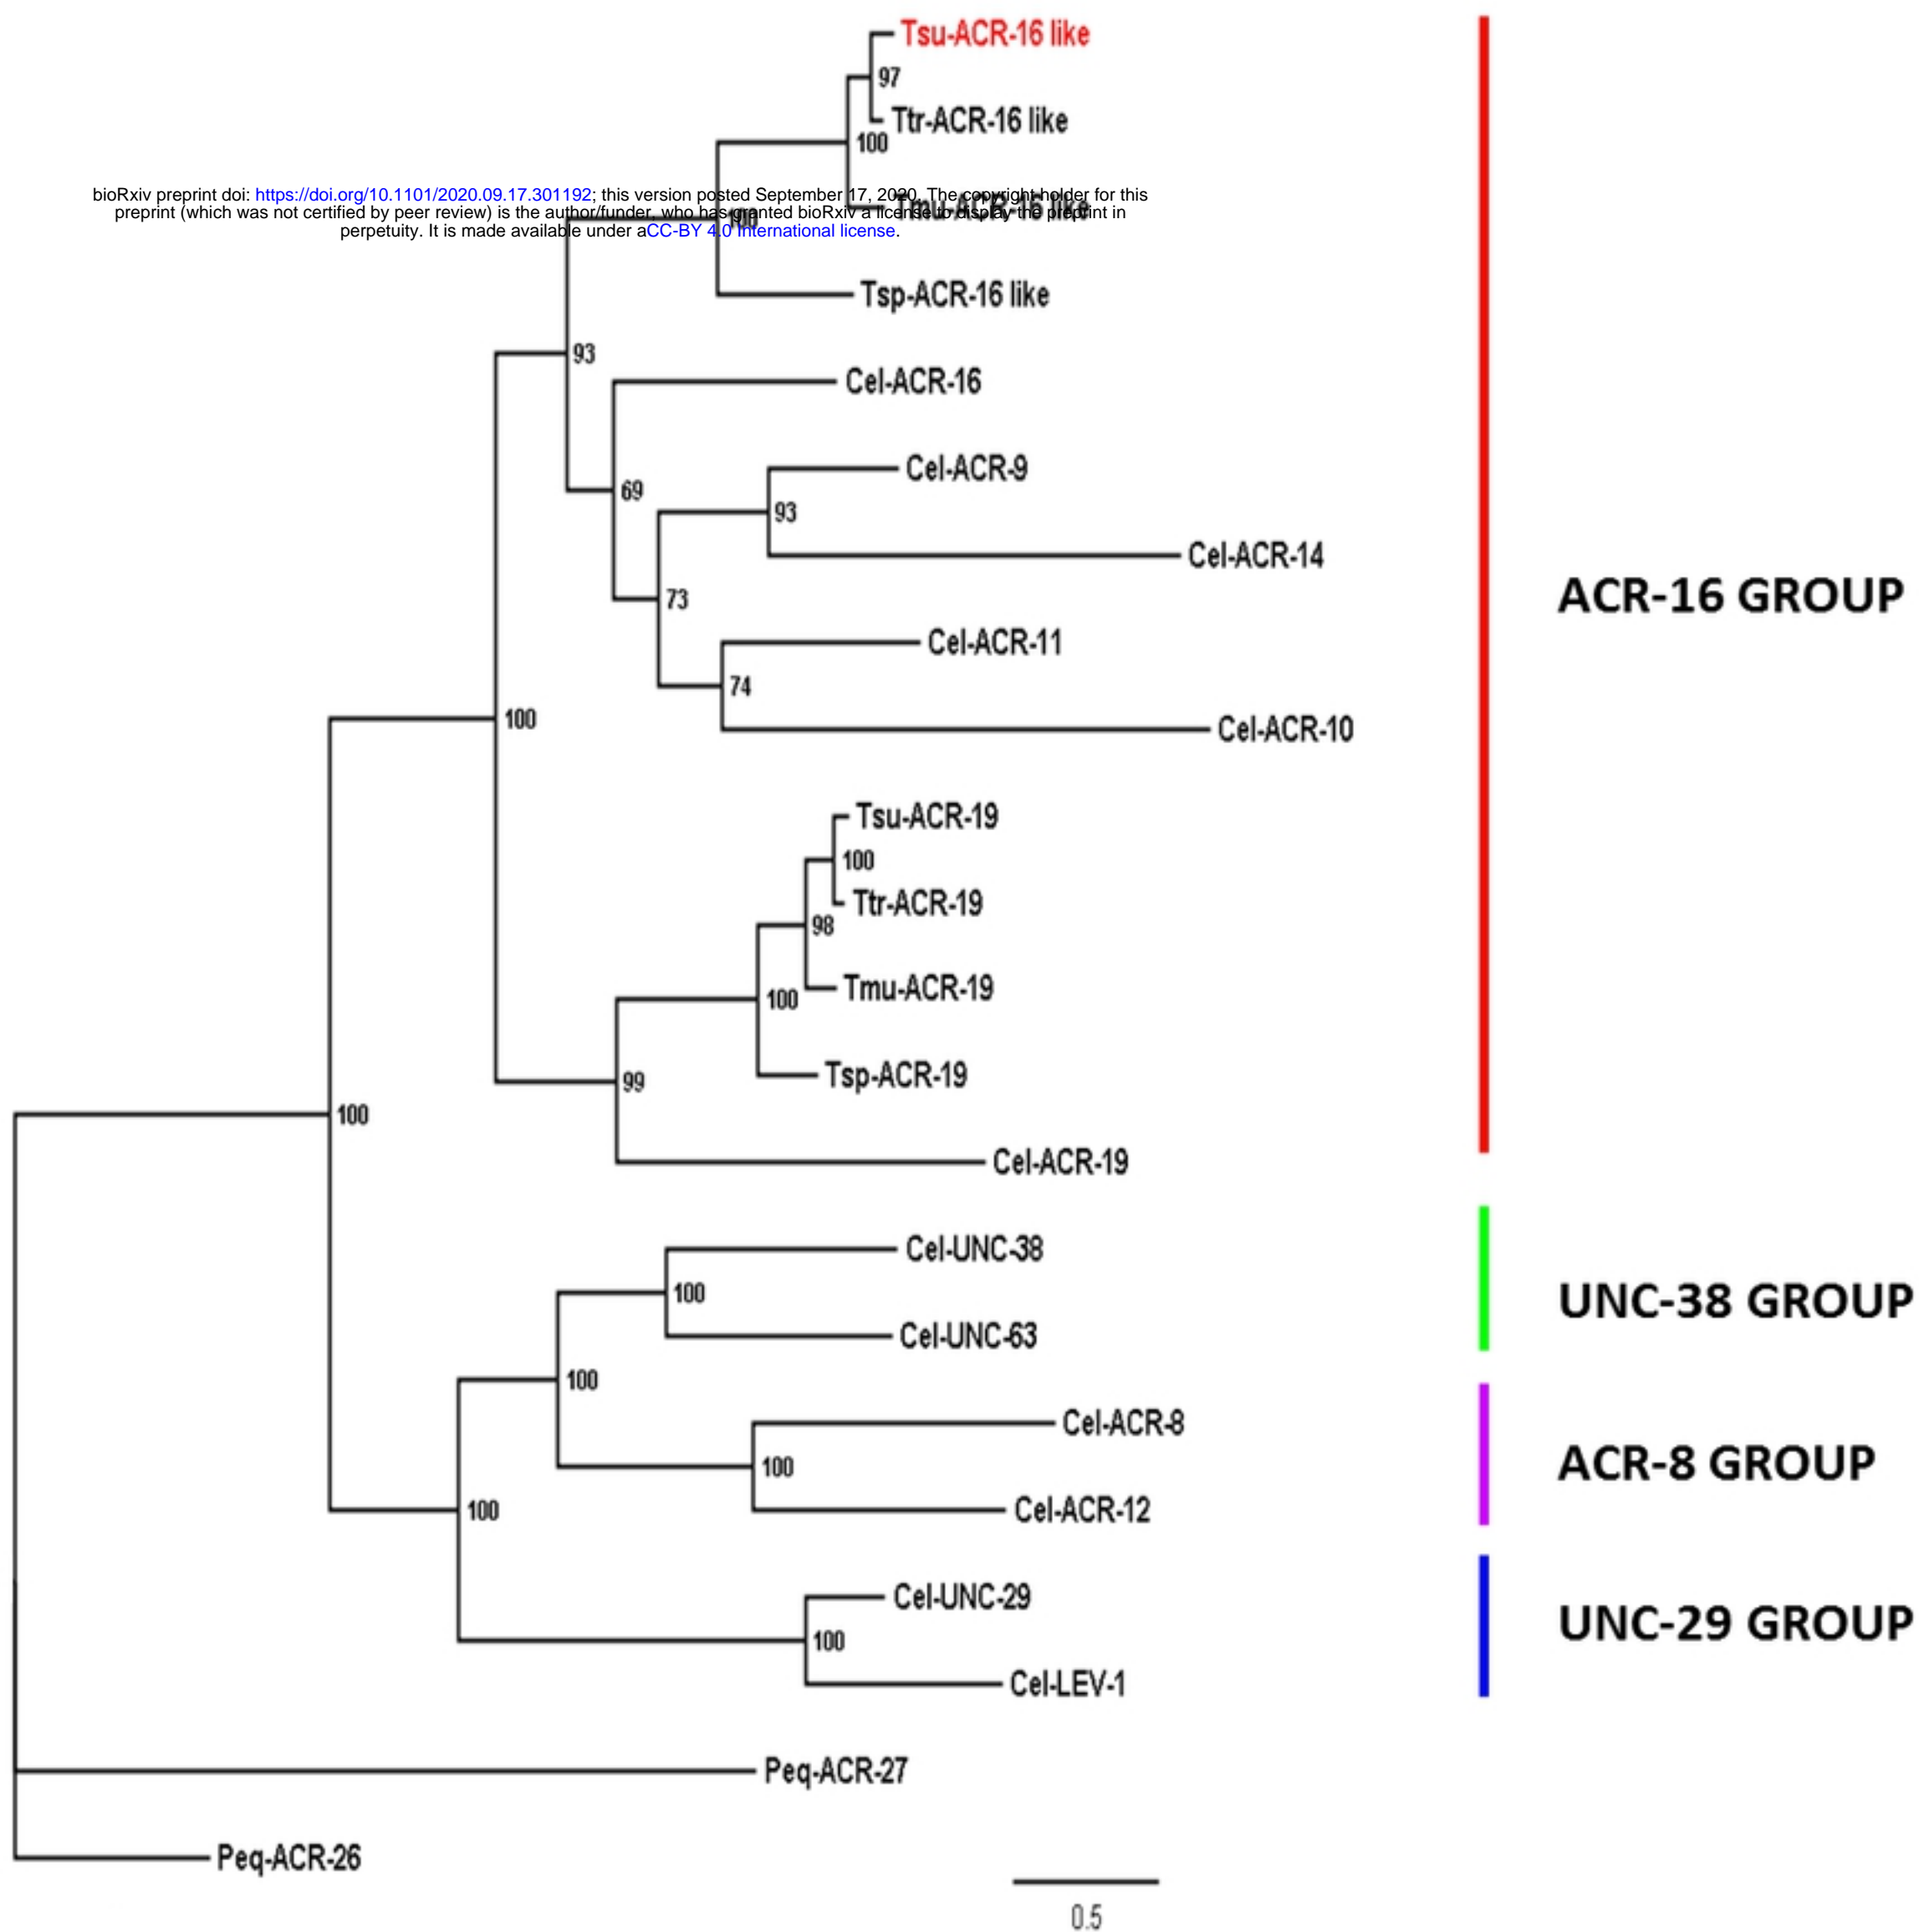 Tsu-ACR-16 like
97
Ttr-ACR-16 like
100
bioRxiv preprint doi: https://doi.org/10.1101/2020.09.17.301192; this version posted September 17, 2020. The copyright holder for this
preprint (which was not certified by peer review) is the author/funder, who has granted bioRxiv a license to display the preprint in
perpetuity. It is made available under aCC-BY 4.0 International license.
Tmu-ACR-16 like
100
Tsp-ACR-16 like
93
Cel-ACR-16
Cel-ACR-9
69
93
Cel-ACR-14
ACR-16 GROUP
73
Cel-ACR-11
74
100
Cel-ACR-10
Tsu-ACR-19
100
Ttr-ACR-19
98
Tmu-ACR-19
100
Tsp-ACR-19
99
100
Cel-ACR-19
Cel-UNC-38
100
UNC-38 GROUP
Cel-UNC-63
100
Cel-ACR-8
100
ACR-8 GROUP
Cel-ACR-12
100
Cel-UNC-29
UNC-29 GROUP
100
Cel-LEV-1
Peq-ACR-27
Peq-ACR-26
0.5